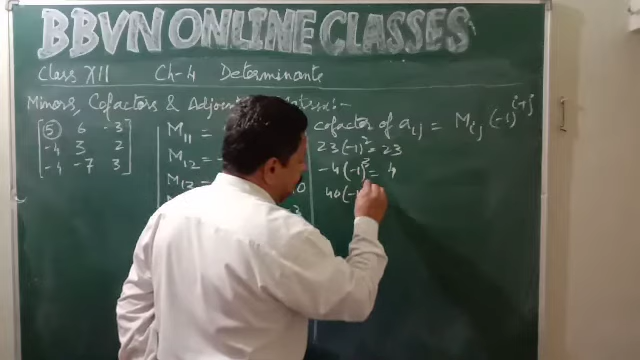 BBVN ONLINE CLASSES
Class XII Ch-4 Determinants
Minors, Cofactors & Adjoint
5 6 -3
-4 3 2
-4 -7 3
M11 =
M12 =
M13 =
cofactor of aij = Mij (-1)^i+j
23(-1)^2 = 23
-4(-1)^3 = 4
40(-1)